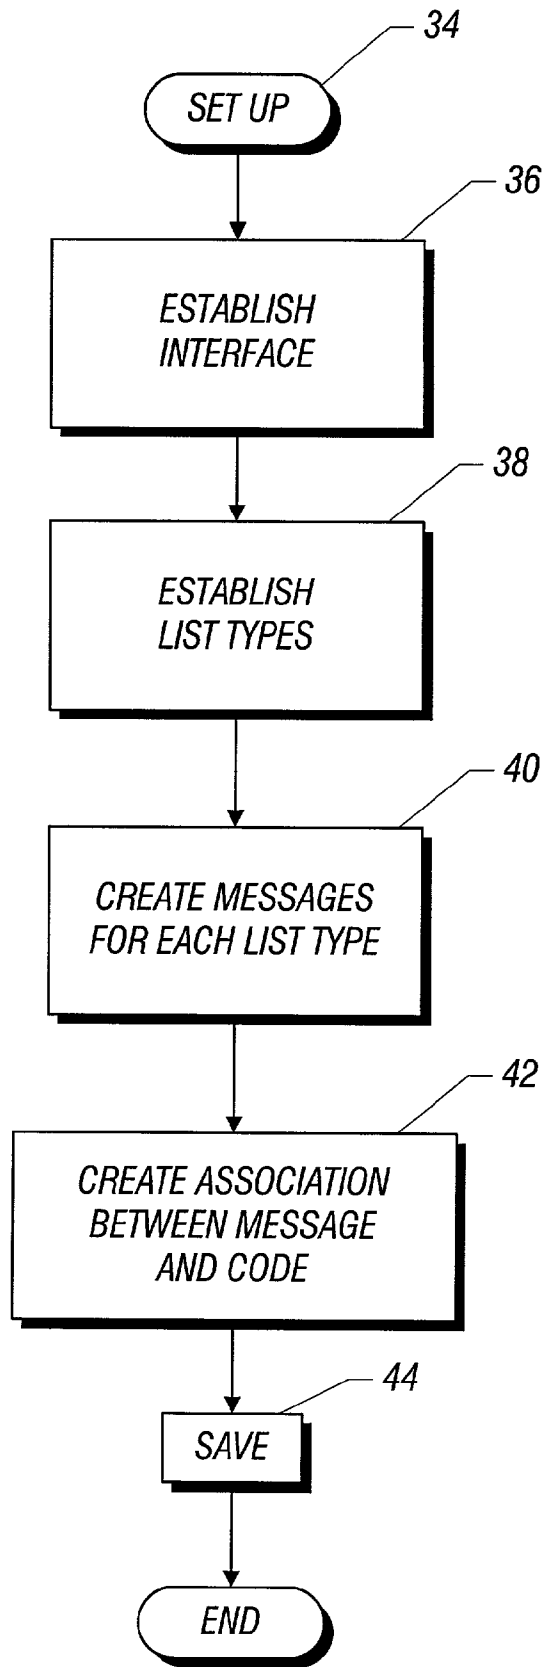 34
SET UP
36
ESTABLISH
INTERFACE
38
ESTABLISH
LIST TYPES
40
CREATE MESSAGES
FOR EACH LIST TYPE
42
CREATE ASSOCIATION
BETWEEN MESSAGE
AND CODE
44
SAVE
END